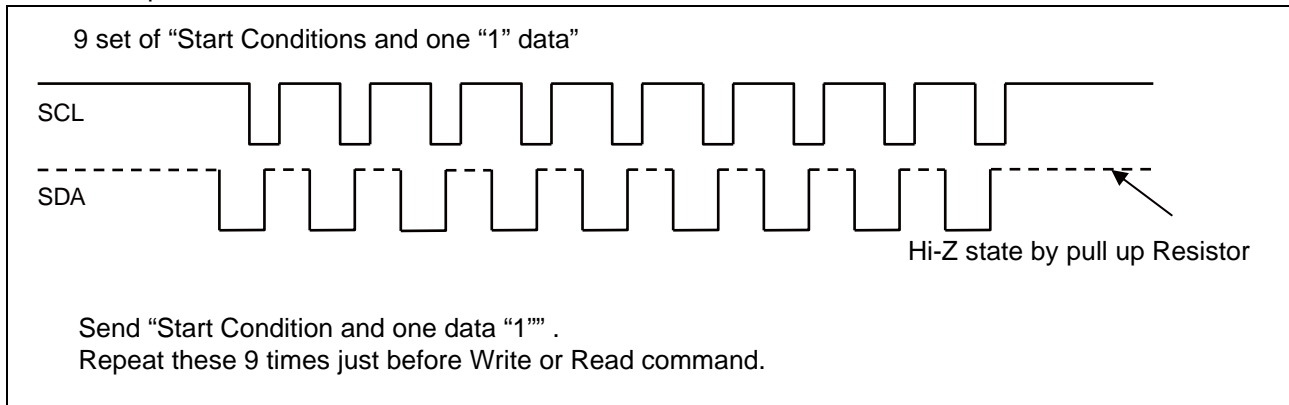 9 set of “Start Conditions and one “1” data”
SCL
SDA
Hi-Z state by pull up Resistor
Send “Start Condition and one data “1”” .
Repeat these 9 times just before Write or Read command.